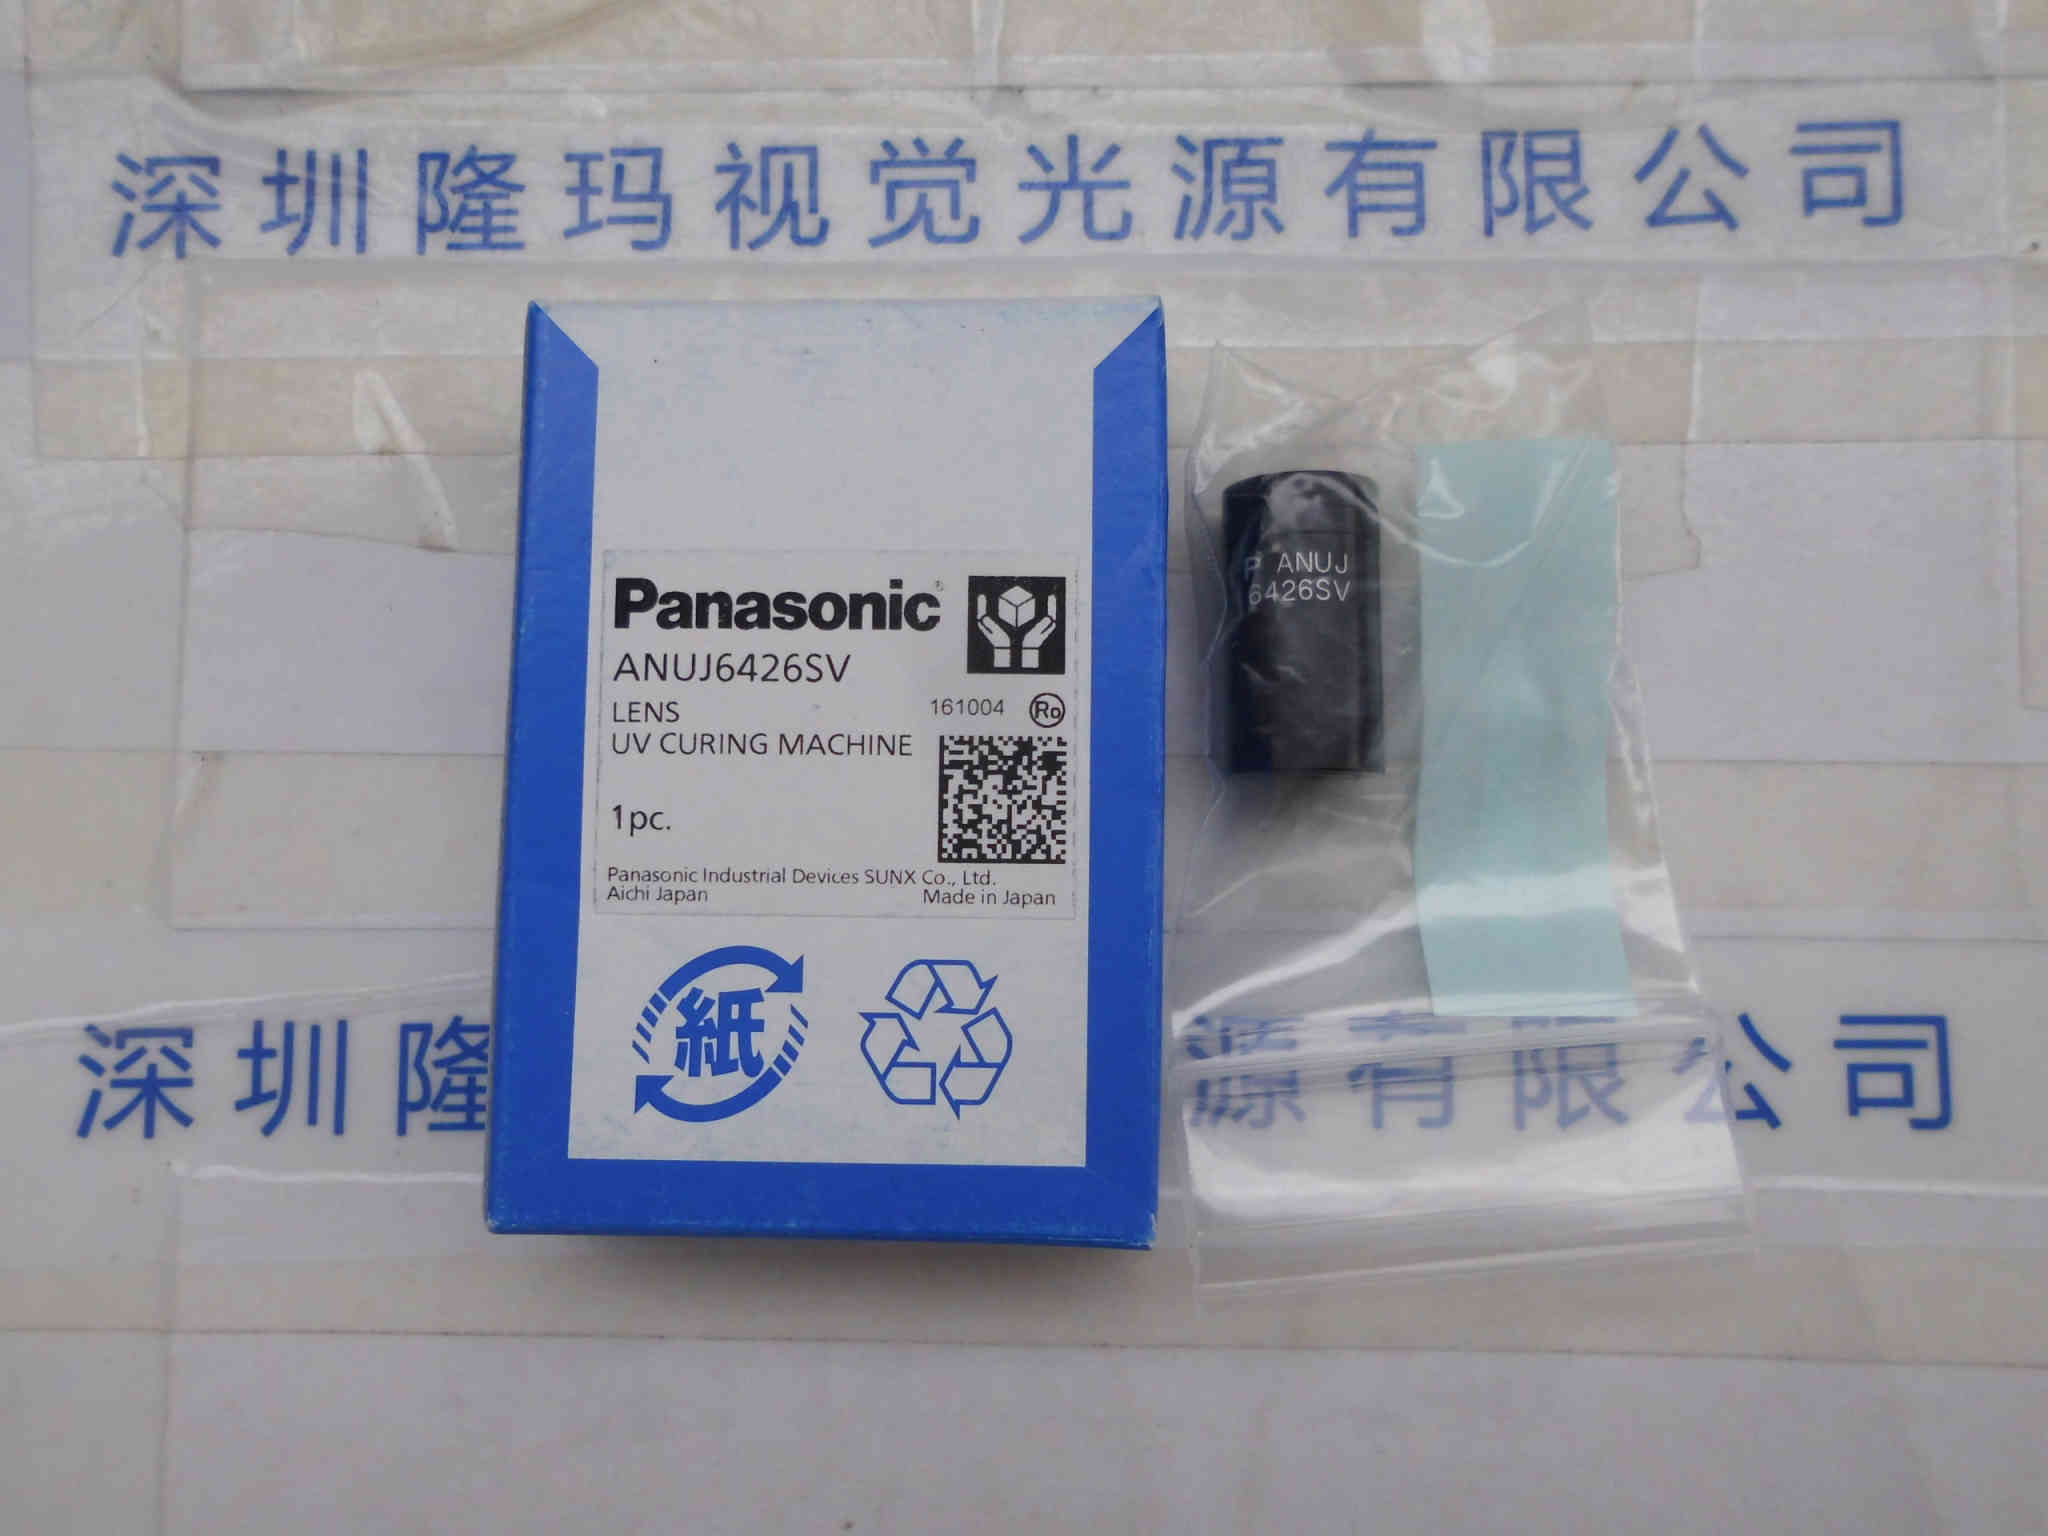 深圳隆玛视觉光源有限公司
Panasonic
ANUJ6426SV
LENS 161004 Ro
UV CURING MACHINE
1pc.
Panasonic Industrial Devices SUNX Co., Ltd.
Aichi Japan Made in Japan
紙
P ANUJ
6426SV
深圳隆 源有限公司